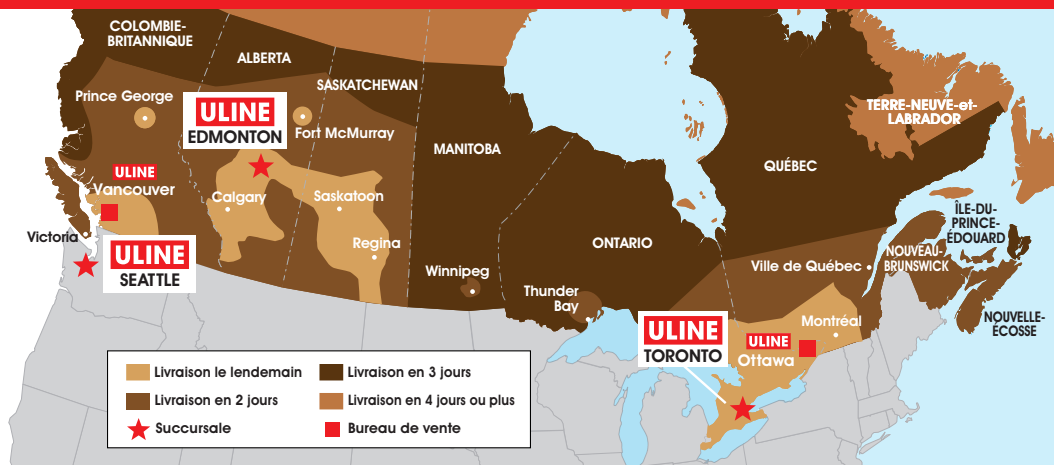 COLOMBIE-
BRITANNIQUE
ALBERTA
SASKATCHEWAN
Prince George
ULINE
EDMONTON
Fort McMurray
MANITOBA
TERRE-NEUVE-et-
LABRADOR
QUÉBEC
ULINE
Vancouver
Calgary
Saskatoon
Victoria
ULINE
SEATTLE
Regina
Winnipeg
ONTARIO
Thunder
Bay
Ville de Québec
NOUVEAU-
BRUNSWICK
ÎLE-DU-
PRINCE-
ÉDOUARD
NOUVELLE-
ÉCOSSE
ULINE
TORONTO
ULINE
Ottawa
Montréal
Livraison le lendemain
Livraison en 3 jours
Livraison en 2 jours
Livraison en 4 jours ou plus
Succursale
Bureau de vente